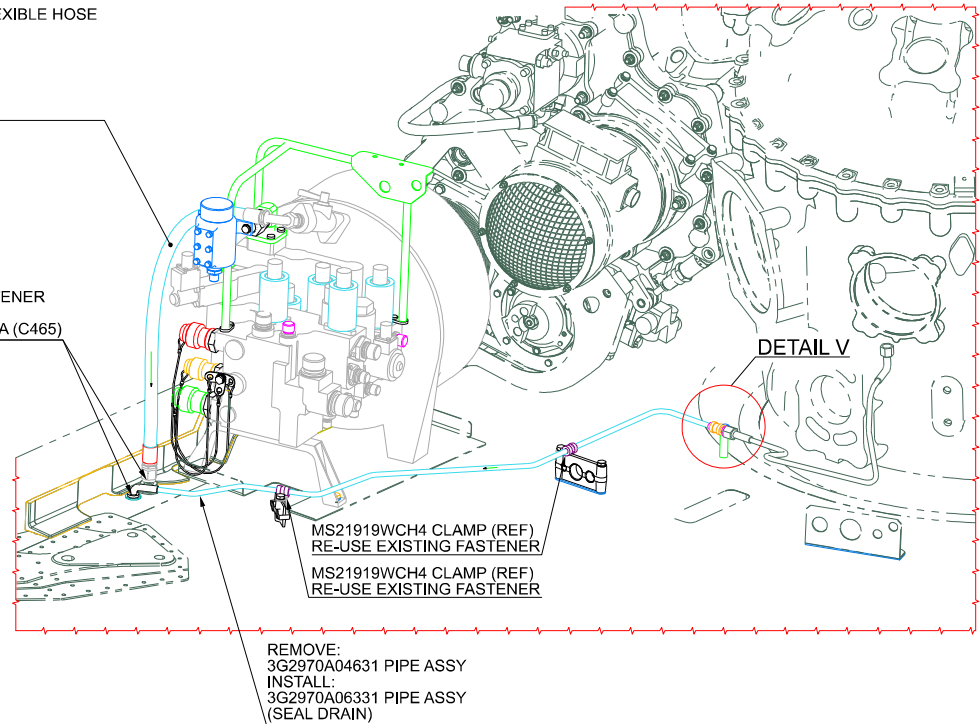 EXIBLE HOSE
TENER
A (C465)
DETAIL V
MS21919WCH4 CLAMP (REF)
RE-USE EXISTING FASTENER
MS21919WCH4 CLAMP (REF)
RE-USE EXISTING FASTENER
REMOVE:
3G2970A04631 PIPE ASSY
INSTALL:
3G2970A06331 PIPE ASSY
(SEAL DRAIN)